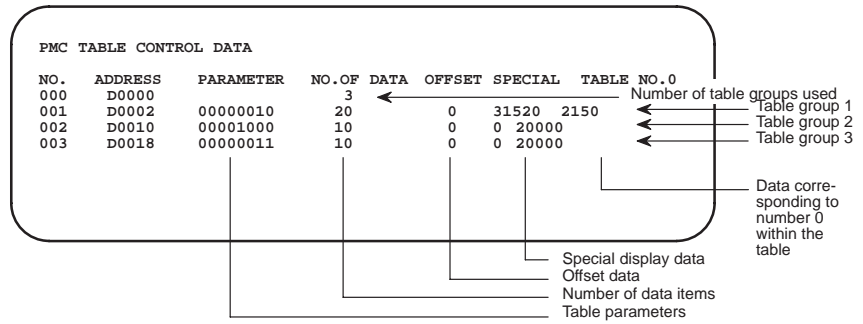 PMC TABLE CONTROL DATA
NO. ADDRESS PARAMETER NO.OF DATA OFFSET SPECIAL TABLE NO.0
000 D0000 3 Number of table groups used
001 D0002 00000010 20 0 31520 2150 Table group 1
002 D0010 00001000 10 0 0 20000 Table group 2
003 D0018 00000011 10 0 0 20000 Table group 3
Data corre-
sponding to
number 0
within the
table
Special display data
Offset data
Number of data items
Table parameters